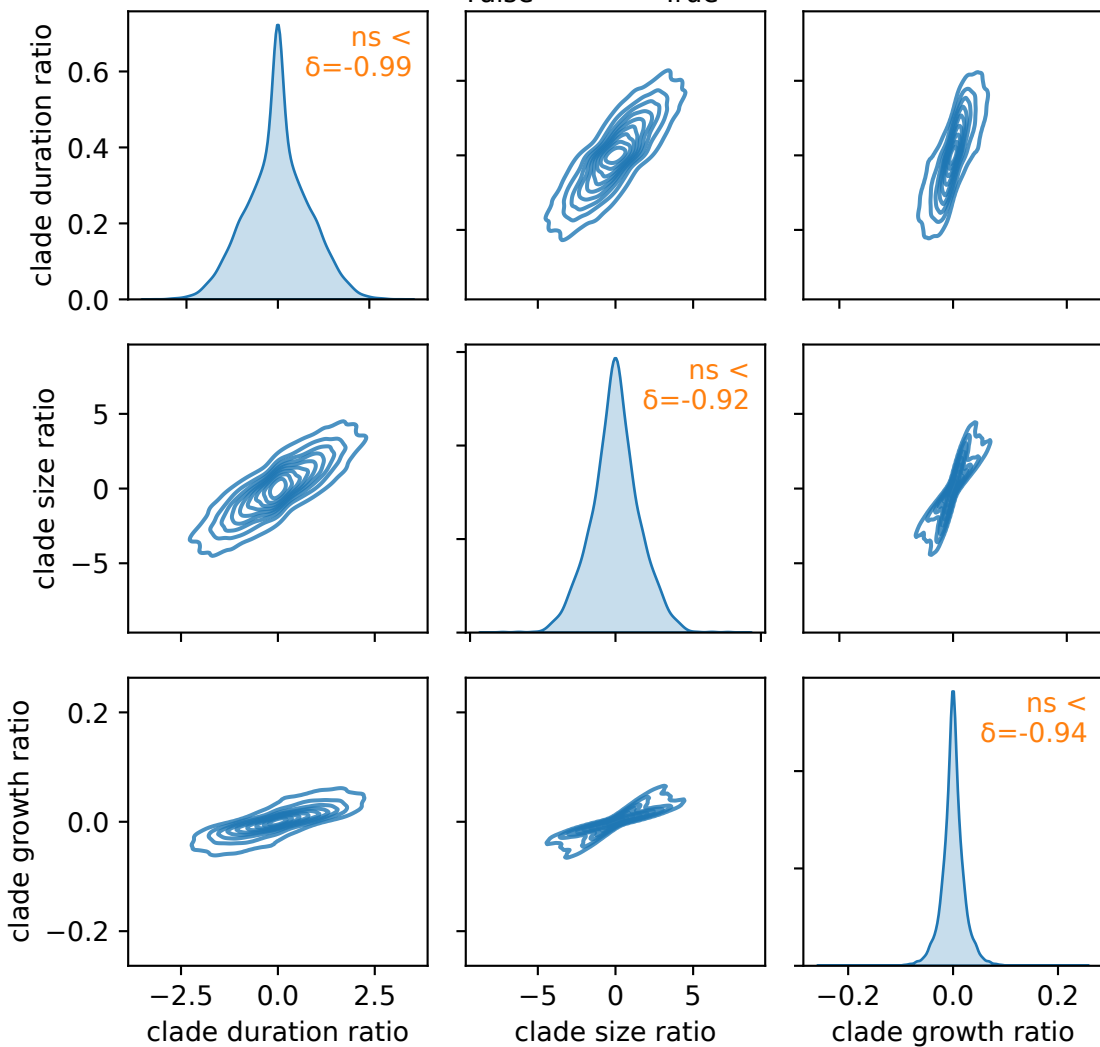 clade duration ratio
0.6
0.4
0.2
0.0
ns <
δ=-0.99
clade size ratio
5
0
−5
ns <
δ=-0.92
clade growth ratio
0.2
0.0
−0.2
ns <
δ=-0.94
−2.5 0.0 2.5
−5 0 5
−0.2 0.0 0.2
clade duration ratio
clade size ratio
clade growth ratio